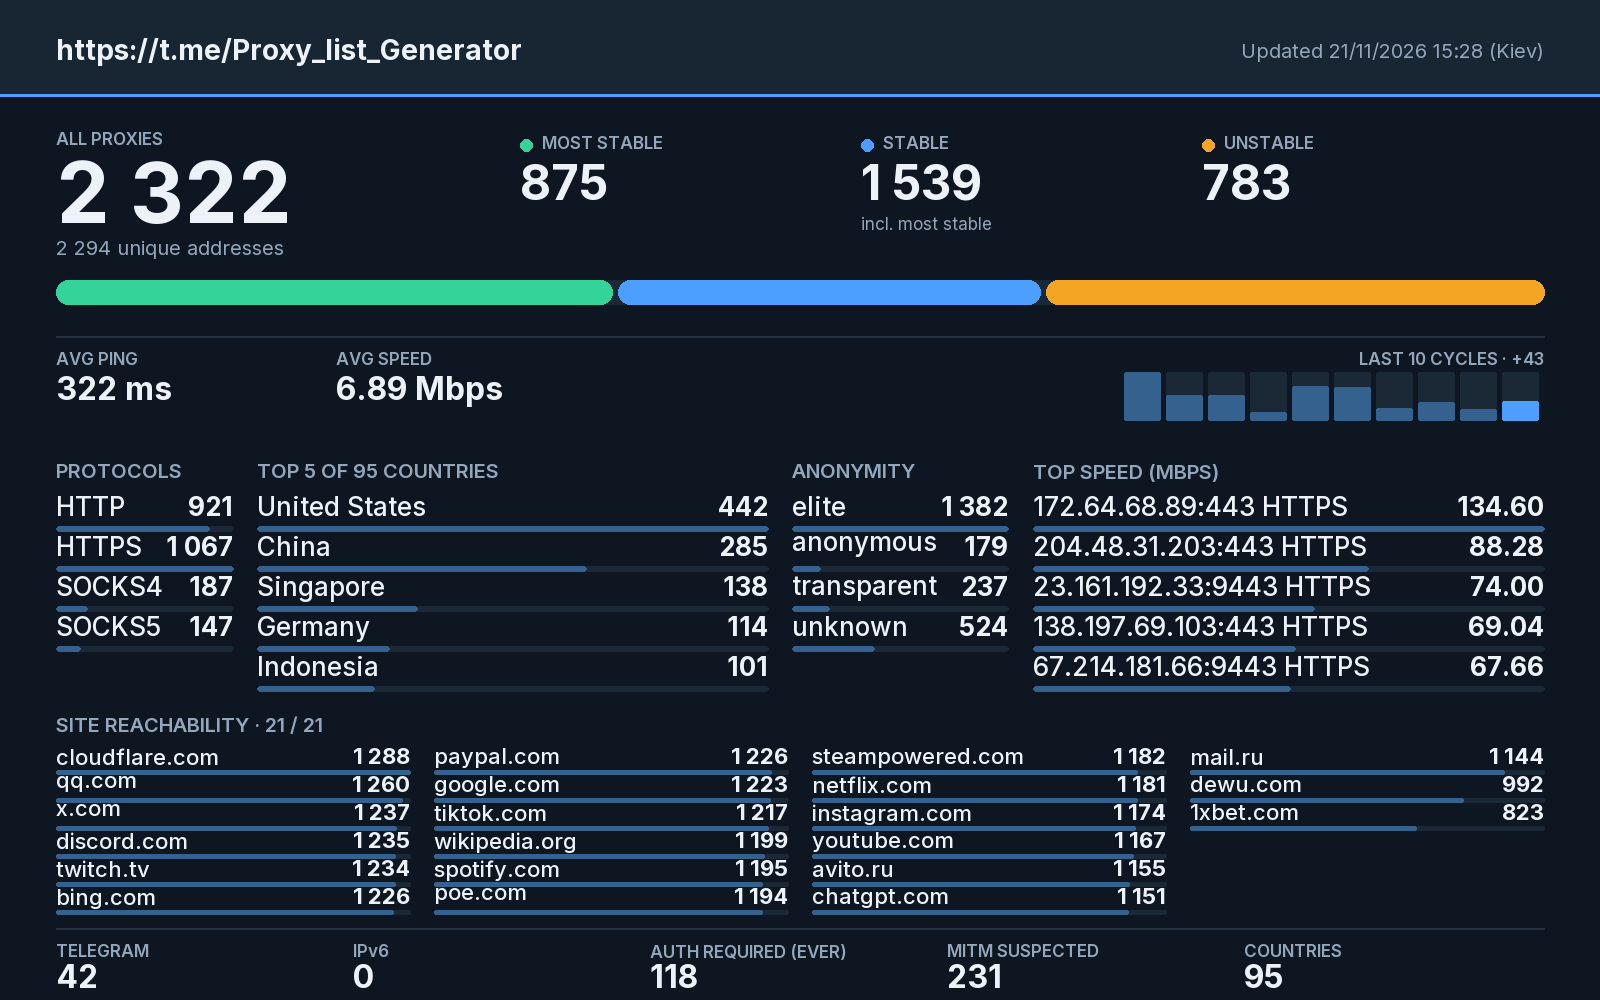 https://t.me/Proxy_list_Generator
Updated 21/11/2026 15:28 (Kiev)
ALL PROXIES
2 322
2 294 unique addresses
MOST STABLE
875
STABLE
1 539
incl. most stable
UNSTABLE
783
AVG PING
322 ms
AVG SPEED
6.89 Mbps
LAST 10 CYCLES · +43
PROTOCOLS
HTTP 921
HTTPS 1 067
SOCKS4 187
SOCKS5 147
TOP 5 OF 95 COUNTRIES
United States 442
China 285
Singapore 138
Germany 114
Indonesia 101
ANONYMITY
elite 1 382
anonymous 179
transparent 237
unknown 524
TOP SPEED (MBPS)
172.64.68.89:443 HTTPS 134.60
204.48.31.203:443 HTTPS 88.28
23.161.192.33:9443 HTTPS 74.00
138.197.69.103:443 HTTPS 69.04
67.214.181.66:9443 HTTPS 67.66
SITE REACHABILITY · 21 / 21
cloudflare.com 1 288
qq.com 1 260
x.com 1 237
discord.com 1 235
twitch.tv 1 234
bing.com 1 226
paypal.com 1 226
google.com 1 223
tiktok.com 1 217
wikipedia.org 1 199
spotify.com 1 195
poe.com 1 194
steampowered.com 1 182
netflix.com 1 181
instagram.com 1 174
youtube.com 1 167
avito.ru 1 155
chatgpt.com 1 151
mail.ru 1 144
dewu.com 992
1xbet.com 823
TELEGRAM
42
IPv6
0
AUTH REQUIRED (EVER)
118
MITM SUSPECTED
231
COUNTRIES
95